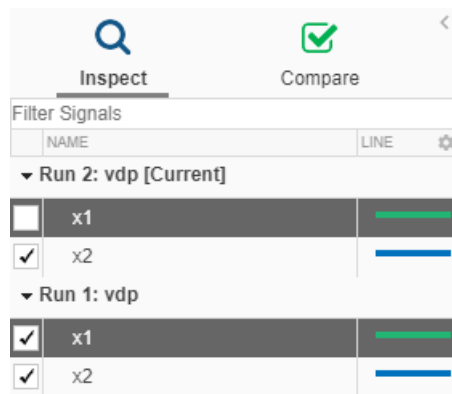 Inspect Compare
Filter Signals
NAME LINE
Run 2: vdp [Current]
x1
x2
Run 1: vdp
x1
x2